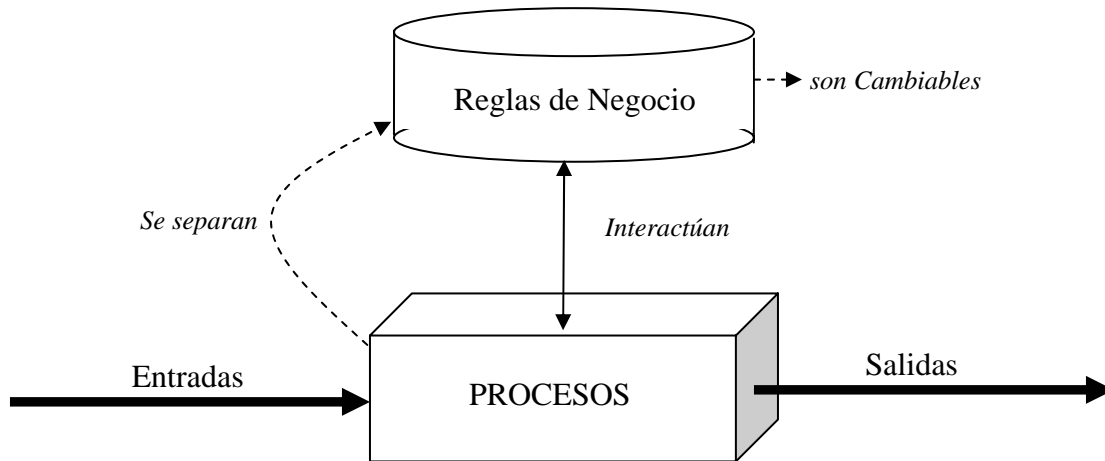 Reglas de Negocio
son Cambiables
Se separan
Interactúan
Entradas
PROCESOS
Salidas